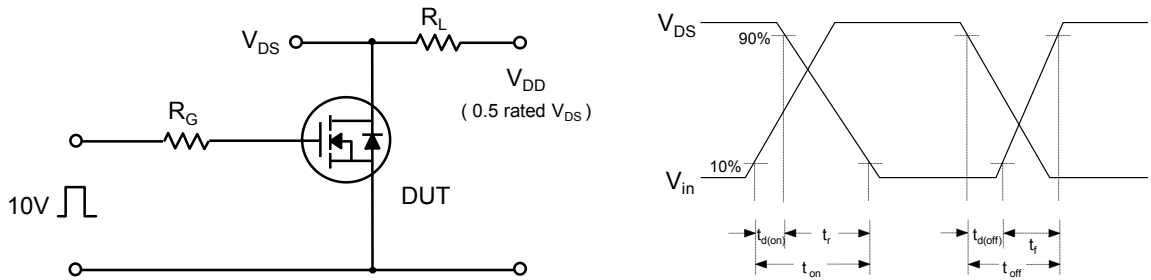 R_L
V_DS
V_DD
( 0.5 rated V_DS )
R_G
DUT
10V
V_DS
90%
10%
V_in
t_d(on)
t_r
t_on
t_d(off)
t_f
t_off